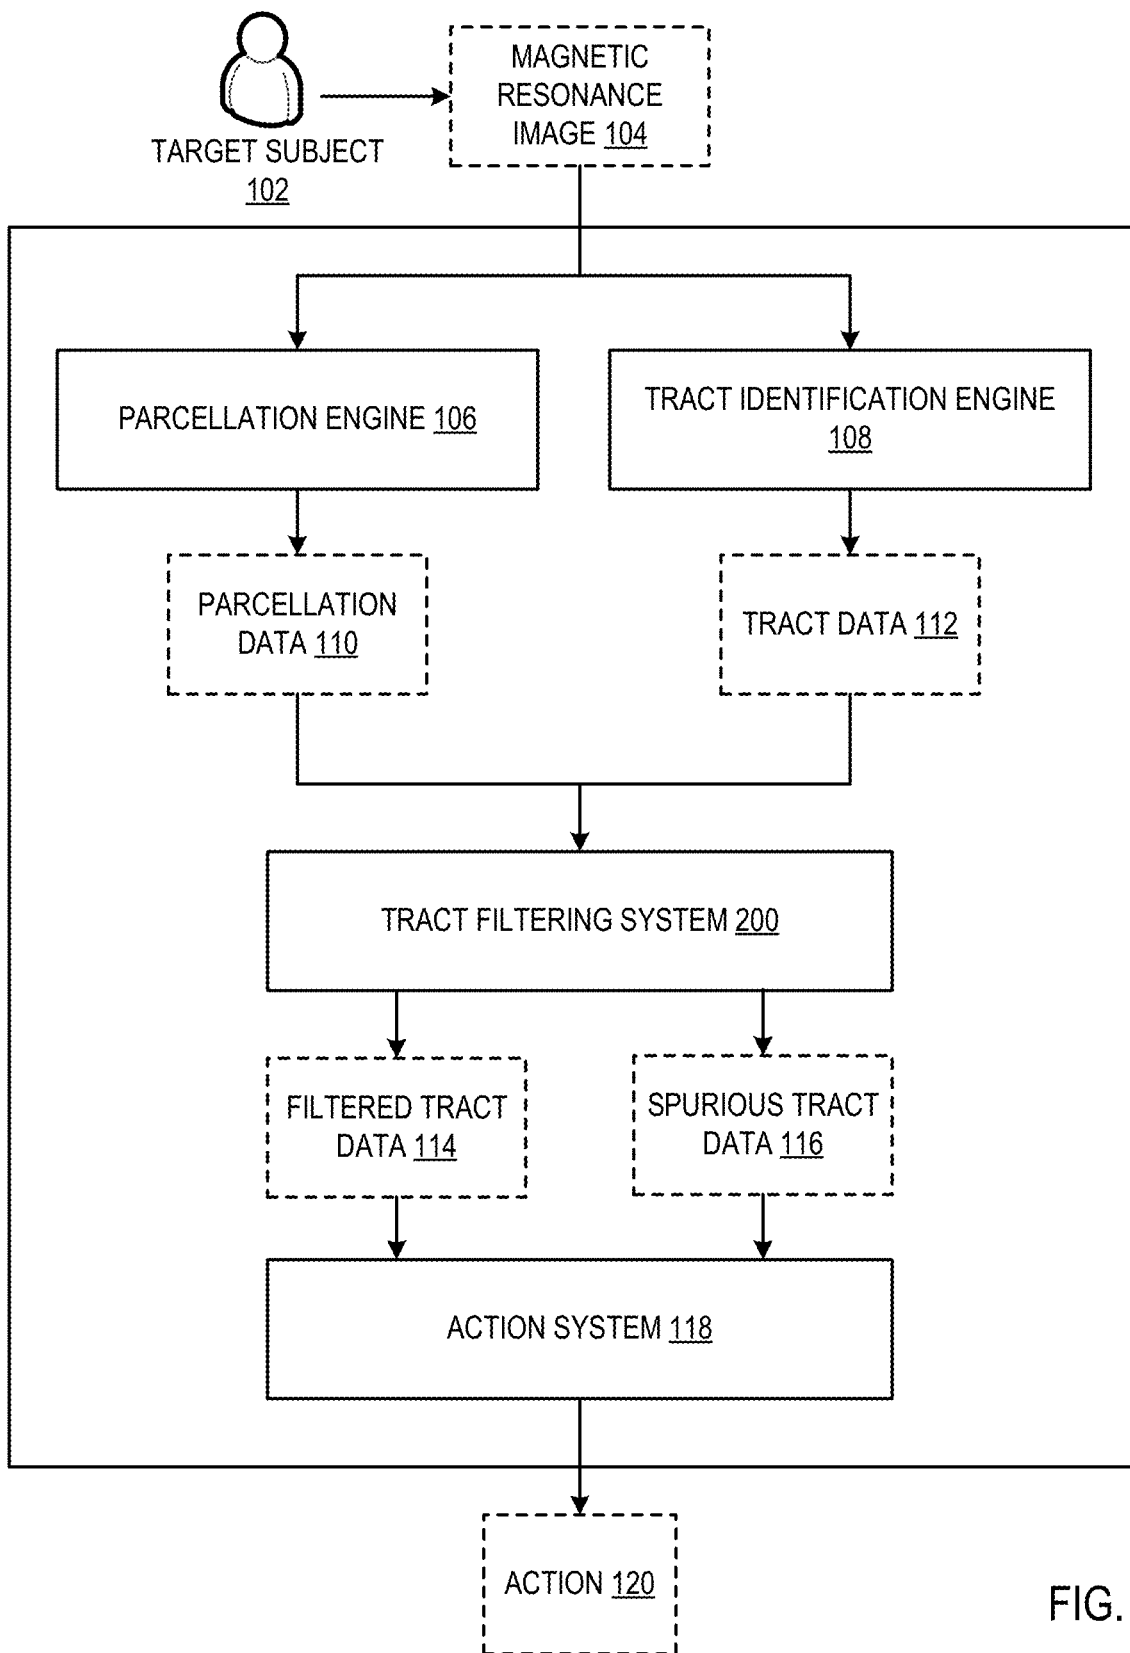 MAGNETIC
RESONANCE
IMAGE 104
TARGET SUBJECT
102
PARCELLATION ENGINE 106
TRACT IDENTIFICATION ENGINE
108
PARCELLATION
DATA 110
TRACT DATA 112
TRACT FILTERING SYSTEM 200
FILTERED TRACT
DATA 114
SPURIOUS TRACT
DATA 116
ACTION SYSTEM 118
ACTION 120
FIG.